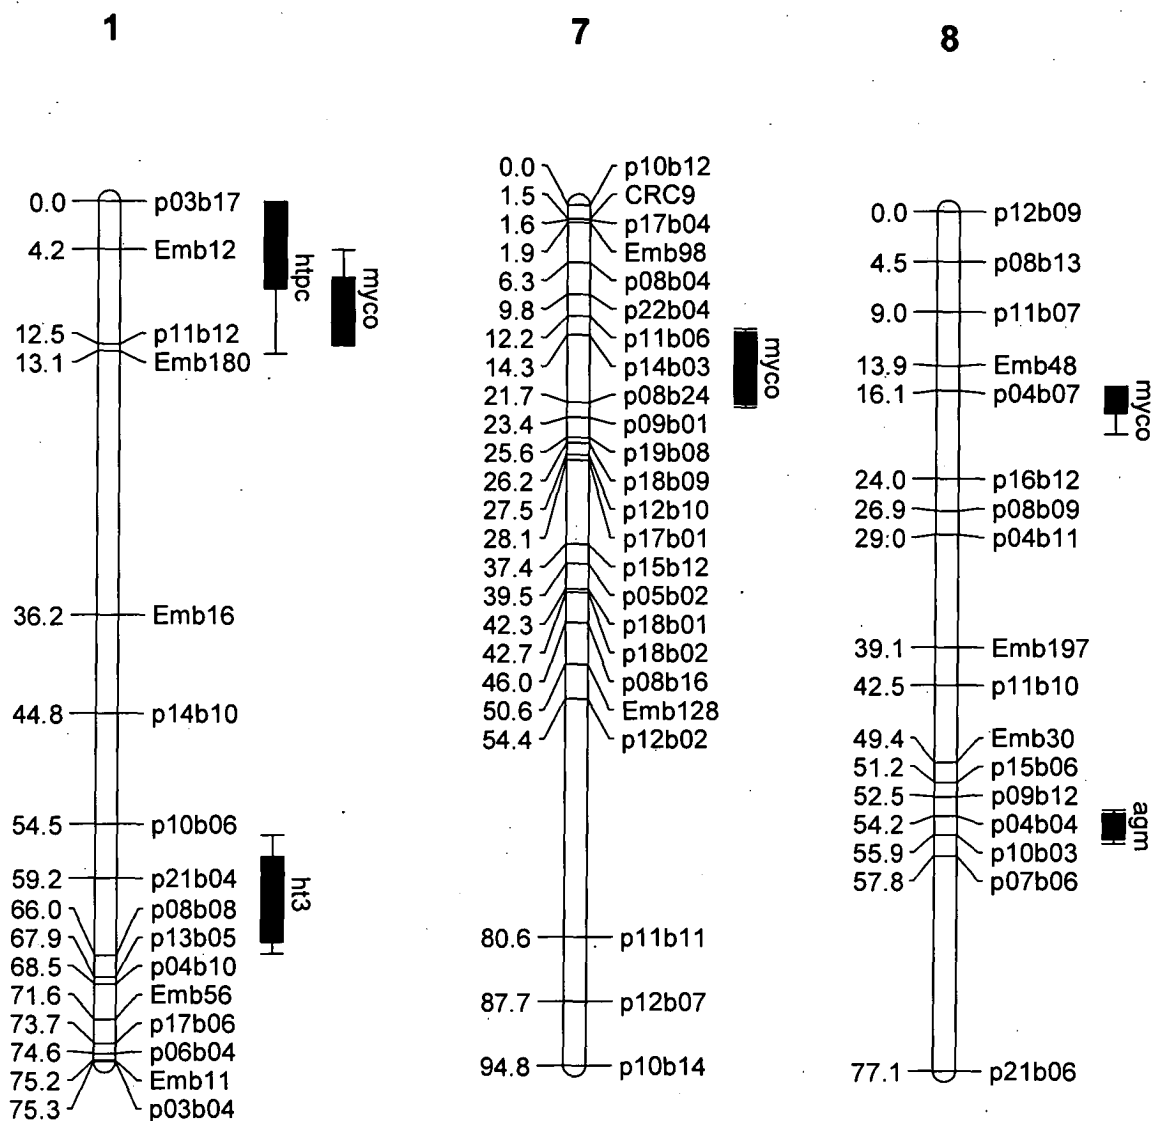 1
0.0 p03b17
4.2 Emb12
12.5 p11b12
13.1 Emb180
36.2 Emb16
44.8 p14b10
54.5 p10b06
59.2 p21b04
66.0 p08b08
67.9 p13b05
68.5 p04b10
71.6 Emb56
73.7 p17b06
74.6 p06b04
75.2 Emb11
75.3 p03b04
htpc
myco
ht3
7
0.0 p10b12
1.5 CRC9
1.6 p17b04
1.9 Emb98
6.3 p08b04
9.8 p22b04
12.2 p11b06
14.3 p14b03
21.7 p08b24
23.4 p09b01
25.6 p19b08
26.2 p18b09
27.5 p12b10
28.1 p17b01
37.4 p15b12
39.5 p05b02
42.3 p18b01
42.7 p18b02
46.0 p08b16
50.6 Emb128
54.4 p12b02
80.6 p11b11
87.7 p12b07
94.8 p10b14
myco
8
0.0 p12b09
4.5 p08b13
9.0 p11b07
13.9 Emb48
16.1 p04b07
24.0 p16b12
26.9 p08b09
29.0 p04b11
39.1 Emb197
42.5 p11b10
49.4 Emb30
51.2 p15b06
52.5 p09b12
54.2 p04b04
55.9 p10b03
57.8 p07b06
77.1 p21b06
myco
agm